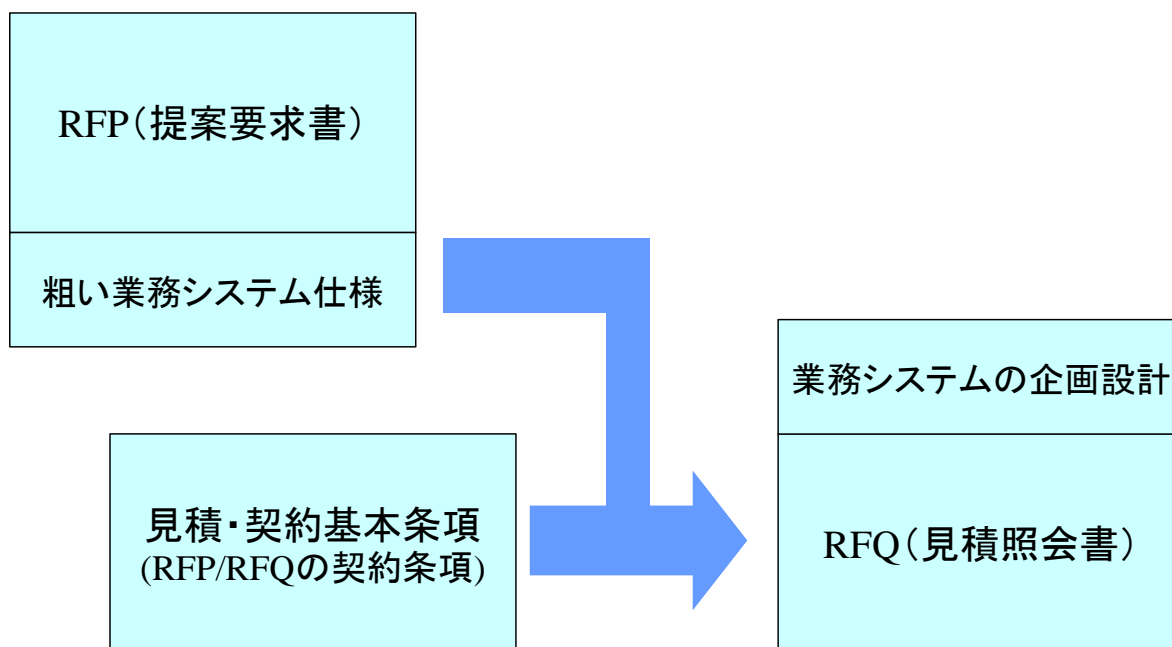 RFP（提案要求書）
粗い業務システム仕様
見積・契約基本条項
(RFP/RFQの契約条項)
業務システムの企画設計
RFQ（見積照会書）